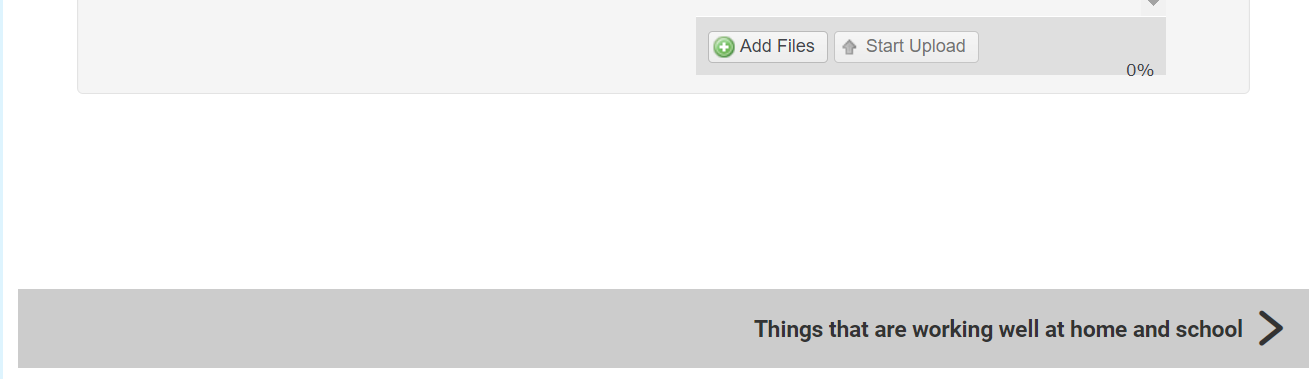 Add Files Start Upload
0%
Things that are working well at home and school